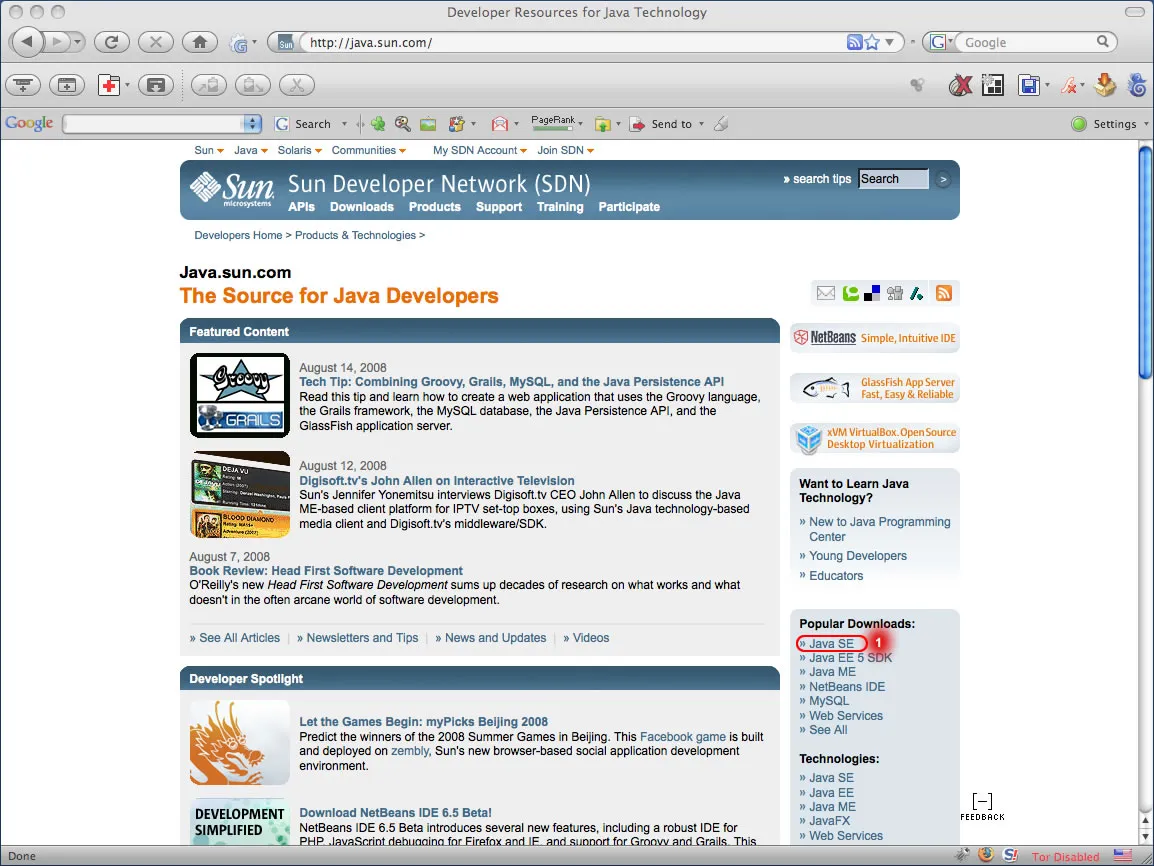 Developer Resources for Java Technology
Sun http://java.sun.com/ G Google
Google G Search PageRank Send to Settings
Sun Java Solaris Communities My SDN Account Join SDN
Sun microsystems Sun Developer Network (SDN) » search tips Search >
APIs Downloads Products Support Training Participate
Developers Home > Products & Technologies >
Java.sun.com
The Source for Java Developers
Featured Content
Groovy
GRAILS
August 14, 2008
Tech Tip: Combining Groovy, Grails, MySQL, and the Java Persistence API
Read this tip and learn how to create a web application that uses the Groovy language,
the Grails framework, the MySQL database, the Java Persistence API, and the
GlassFish application server.
DEJA VU
BLOOD DIAMOND
August 12, 2008
Digisoft.tv's John Allen on Interactive Television
Sun's Jennifer Yonemitsu interviews Digisoft.tv CEO John Allen to discuss the Java
ME-based client platform for IPTV set-top boxes, using Sun's Java technology-based
media client and Digisoft.tv's middleware/SDK.
August 7, 2008
Book Review: Head First Software Development
O'Reilly's new Head First Software Development sums up decades of research on what works and what
doesn't in the often arcane world of software development.
» See All Articles | » Newsletters and Tips | » News and Updates | » Videos
Developer Spotlight
Let the Games Begin: myPicks Beijing 2008
Predict the winners of the 2008 Summer Games in Beijing. This Facebook game is built
and deployed on zembly, Sun's new browser-based social application development
environment.
DEVELOPMENT
SIMPLIFIED
Download NetBeans IDE 6.5 Beta!
NetBeans IDE 6.5 Beta introduces several new features, including a robust IDE for
PHP, JavaScript debugging for Firefox and IE, and support for Groovy and Grails. This
NetBeans Simple, Intuitive IDE
GlassFish App Server
Fast, Easy & Reliable
xVM VirtualBox. Open Source
Desktop Virtualization
Want to Learn Java
Technology?
» New to Java Programming
Center
» Young Developers
» Educators
Popular Downloads:
» Java SE 1
» Java EE 5 SDK
» Java ME
» NetBeans IDE
» MySQL
» Web Services
» See All
Technologies:
» Java SE
» Java EE
» Java ME
» JavaFX
» Web Services
[–]
FEEDBACK
Done Tor Disabled